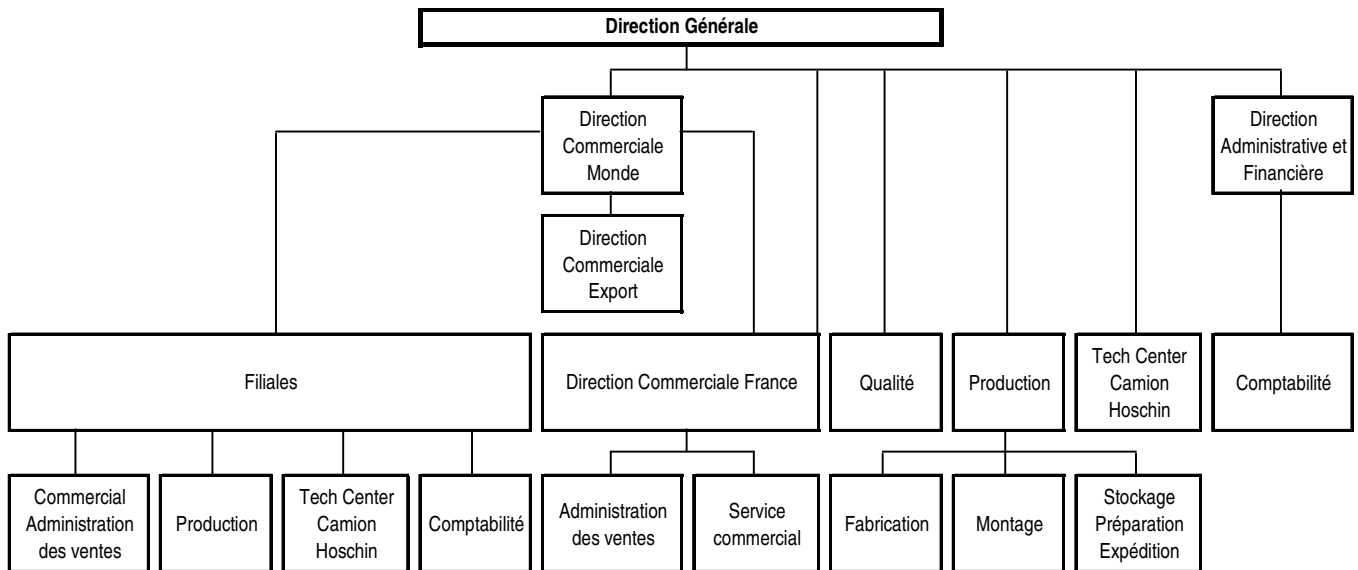 Direction Générale
Direction
Commerciale
Monde
Direction
Administrative et
Financière
Direction
Commerciale
Export
Filiales
Direction Commerciale France
Qualité
Production
Tech Center
Camion
Hoschin
Comptabilité
Commercial
Administration
des ventes
Production
Tech Center
Camion
Hoschin
Comptabilité
Administration
des ventes
Service
commercial
Fabrication
Montage
Stockage
Préparation
Expédition